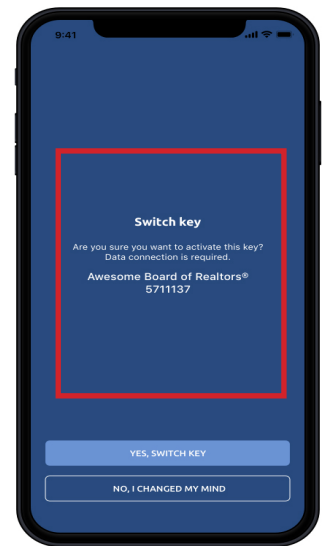 9:41
Switch key
Are you sure you want to activate this key?
Data connection is required.
Awesome Board of Realtors®
5711137
YES, SWITCH KEY
NO, I CHANGED MY MIND